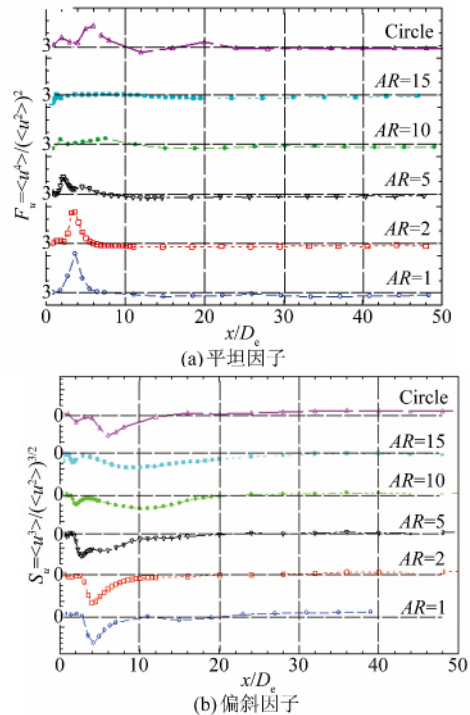 Circle
3
AR=15
3
AR=10
3
AR=5
3
AR=2
3
AR=1
3
F_u=<u^4>/(<u^2>)^2
0 10 20 30 40 50
x/D_e
(a) 平坦因子
Circle
0
AR=15
0
AR=10
0
AR=5
0
AR=2
0
AR=1
0
S_u=<u^3>/(<u^2>)^{3/2}
0 10 20 30 40 50
x/D_e
(b) 偏斜因子